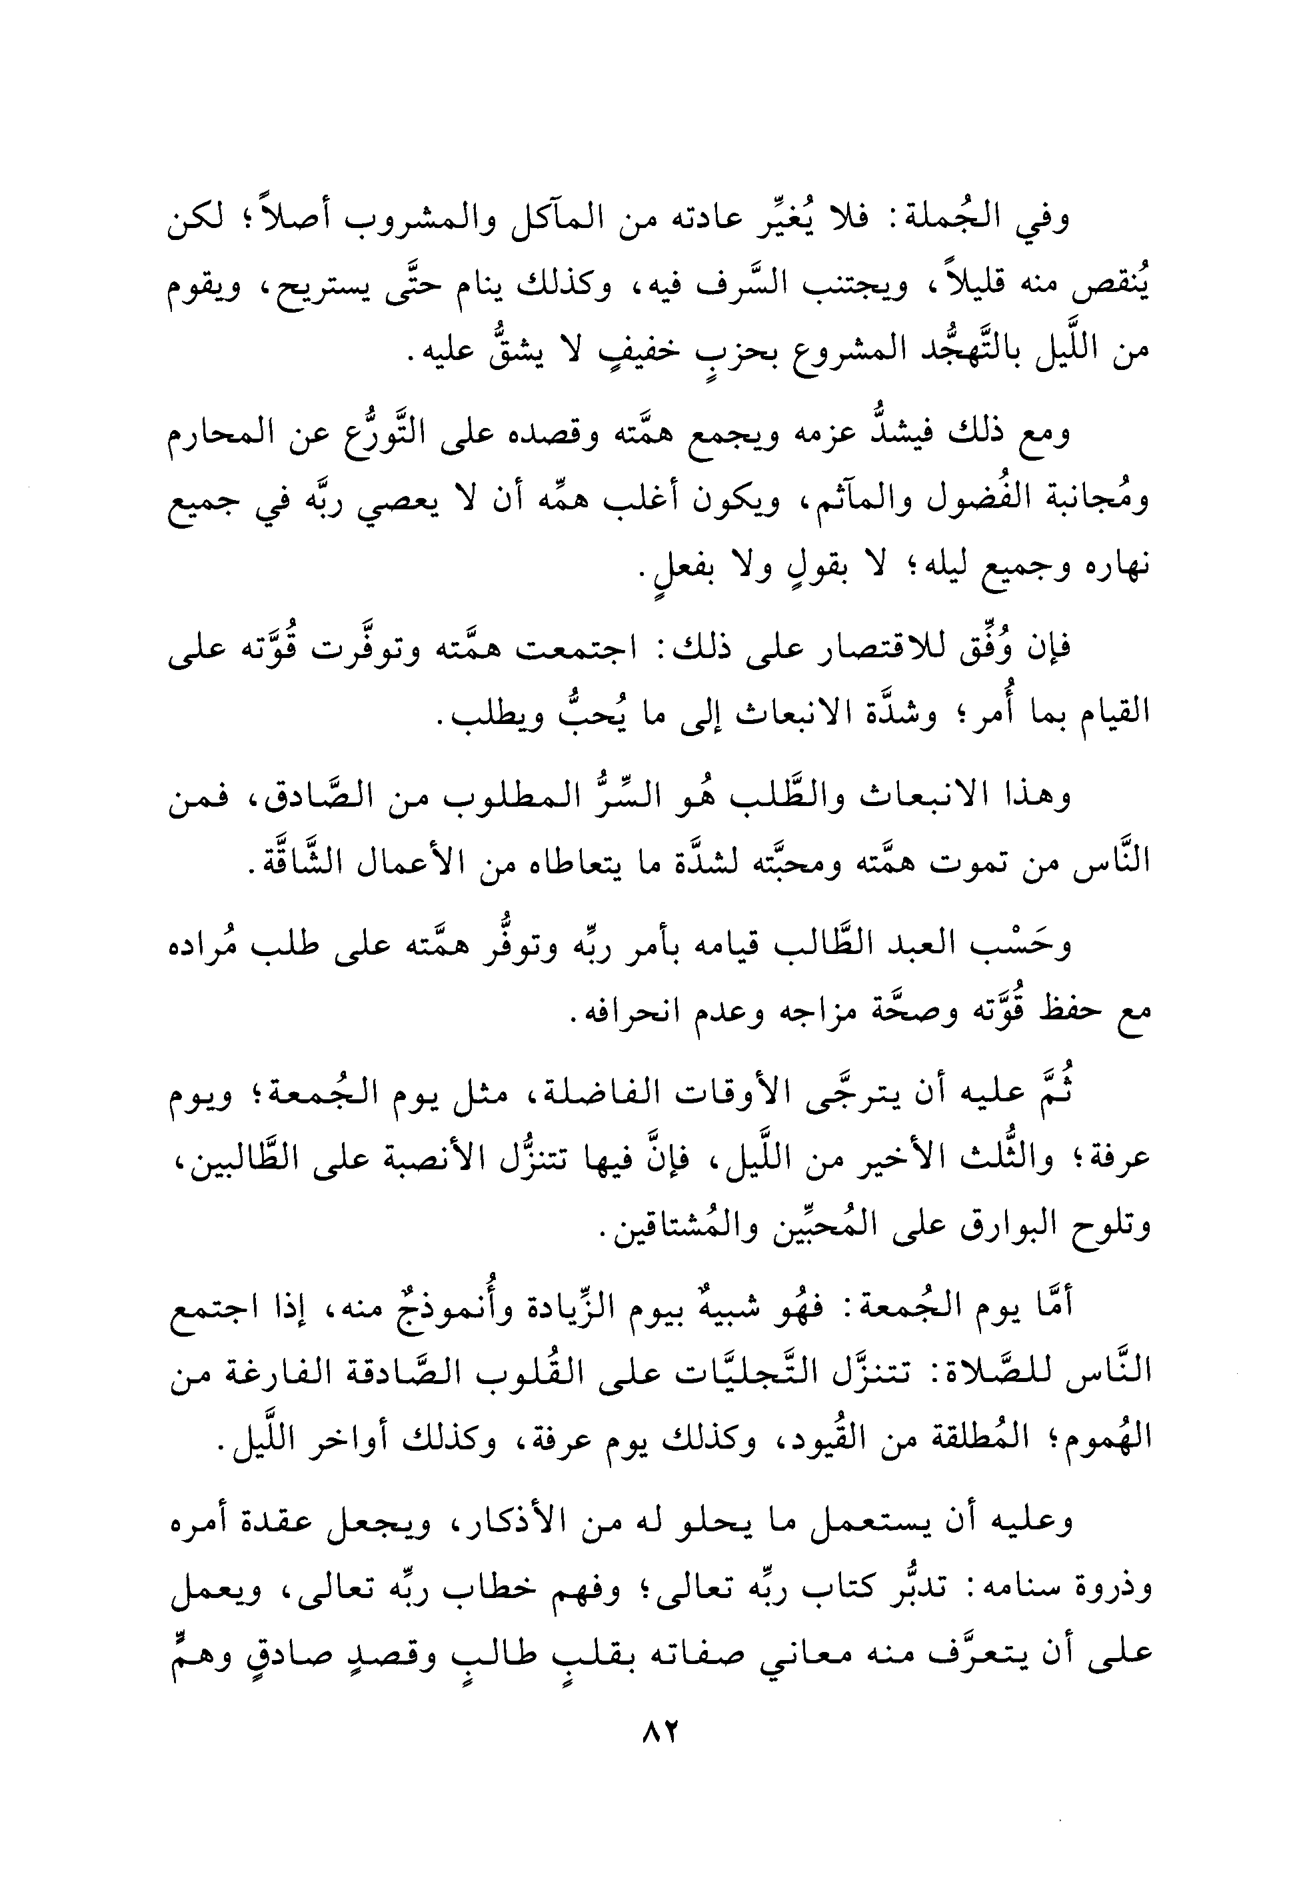 وفي الجُملة: فلا يُغيِّر عادته من المآكل والمشروب أصلاً؛ لكن
يُنقص منه قليلاً، ويجتنب السَّرف فيه، وكذلك ينام حتَّى يستريح، ويقوم
من اللَّيل بالتَّهجُّد المشروع بحزبٍ خفيفٍ لا يشقُّ عليه.
ومع ذلك فيشدُّ عزمه ويجمع همَّته وقصده على التَّورُّع عن المحارم
ومُجانبة الفُضول والمآثم، ويكون أغلب همِّه أن لا يعصي ربَّه في جميع
نهاره وجميع ليله؛ لا بقولٍ ولا بفعلٍ.
فإن وُفِّق للاقتصار على ذلك: اجتمعت همَّته وتوفَّرت قُوَّته على
القيام بما أُمر؛ وشدَّة الانبعاث إلى ما يُحبُّ ويطلب.
وهذا الانبعاث والطَّلب هُو السِّرُّ المطلوب من الصَّادق، فمن
النَّاس من تموت همَّته ومحبَّته لشدَّة ما يتعاطاه من الأعمال الشَّاقَّة.
وحَسْب العبد الطَّالب قيامه بأمر ربِّه وتوفُّر همَّته على طلب مُراده
مع حفظ قُوَّته وصحَّة مزاجه وعدم انحرافه.
ثُمَّ عليه أن يترجَّى الأوقات الفاضلة، مثل يوم الجُمعة؛ ويوم
عرفة؛ والثُّلث الأخير من اللَّيل، فإنَّ فيها تتنزُّل الأنصبة على الطَّالبين،
وتلوح البوارق على المُحبِّين والمُشتاقين.
أمَّا يوم الجُمعة: فهُو شبيهٌ بيوم الزِّيادة وأُنموذجٌ منه، إذا اجتمع
النَّاس للصَّلاة: تتنزَّل التَّجليَّات على القُلوب الصَّادقة الفارغة من
الهُموم؛ المُطلقة من القُيود، وكذلك يوم عرفة، وكذلك أواخر اللَّيل.
وعليه أن يستعمل ما يحلو له من الأذكار، ويجعل عقدة أمره
وذروة سنامه: تدبُّر كتاب ربِّه تعالى؛ وفهم خطاب ربِّه تعالى، ويعمل
على أن يتعرَّف منه معاني صفاته بقلبٍ طالبٍ وقصدٍ صادقٍ وهمٍّ
٨٢